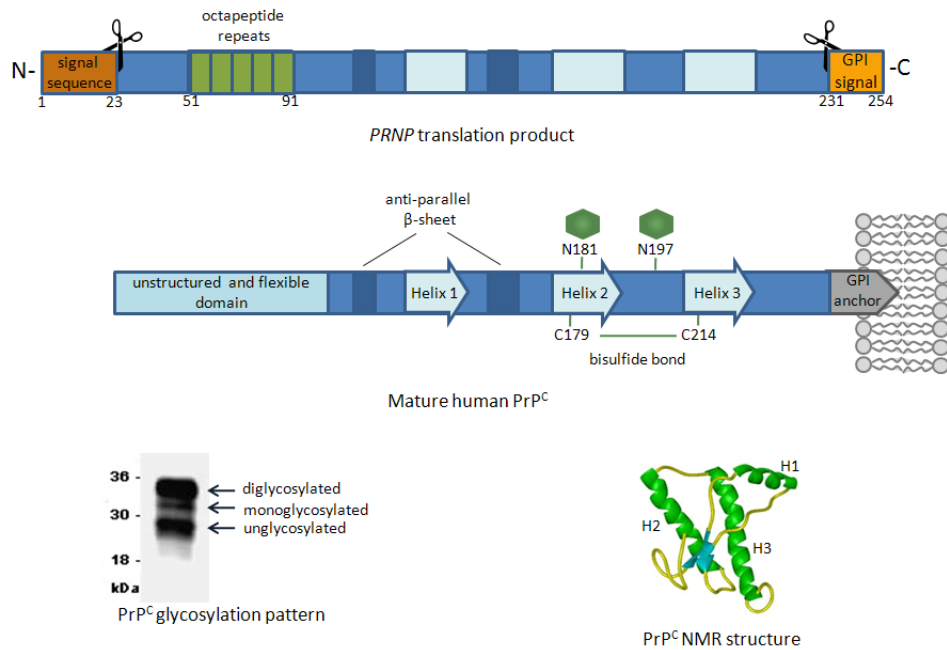 octapeptide
repeats
N-
signal
sequence
GPI
signal
-C
1
23
51
91
231
254
PRNP translation product
anti-parallel
β-sheet
N181
N197
unstructured and flexible
domain
Helix 1
Helix 2
Helix 3
GPI
anchor
C179
C214
bisulfide bond
Mature human PrPᶜ
36 -
diglycosylated
monoglycosylated
30 -
unglycosylated
18 -
kDa
PrPᶜ glycosylation pattern
H1
H2
H3
PrPᶜ NMR structure